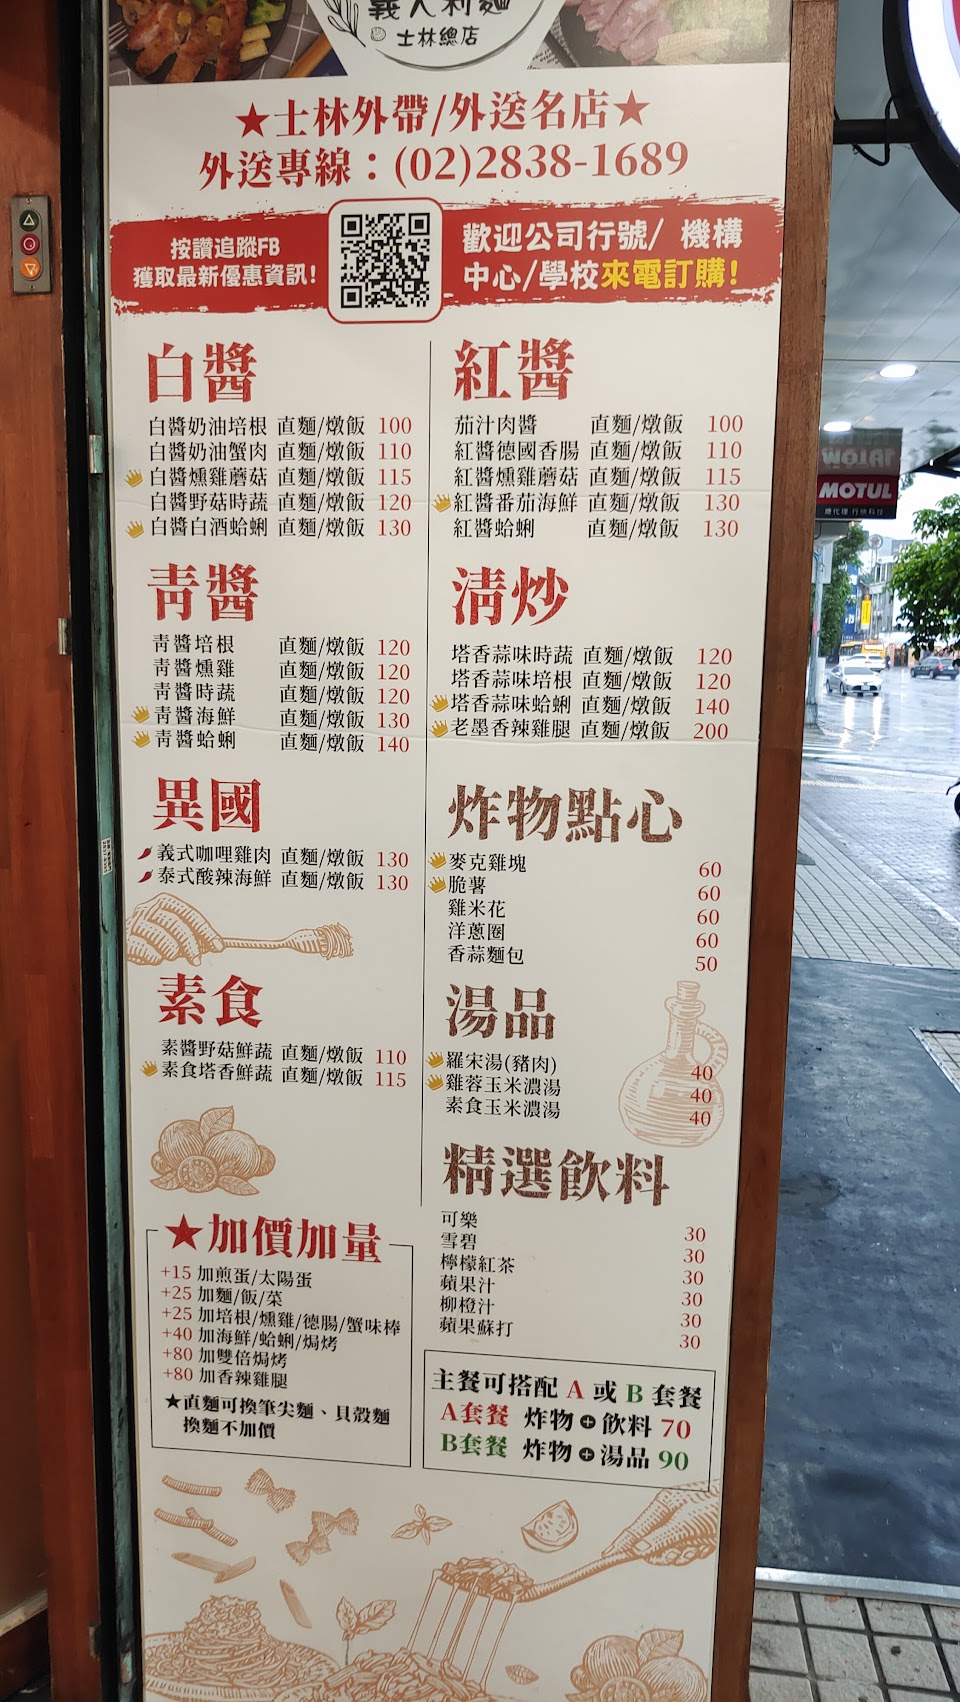 義大利麵
士林總店
★士林外帶/外送名店★
外送專線：(02)2838-1689
按讚追蹤FB
獲取最新優惠資訊!
歡迎公司行號/ 機構
中心/學校來電訂購!
白醬
白醬奶油培根 直麵/燉飯 100
白醬奶油蟹肉 直麵/燉飯 110
白醬燻雞蘑菇 直麵/燉飯 115
白醬野菇時蔬 直麵/燉飯 120
白醬白酒蛤蜊 直麵/燉飯 130
紅醬
茄汁肉醬 直麵/燉飯 100
紅醬德國香腸 直麵/燉飯 110
紅醬燻雞蘑菇 直麵/燉飯 115
紅醬番茄海鮮 直麵/燉飯 130
紅醬蛤蜊 直麵/燉飯 130
青醬
青醬培根 直麵/燉飯 120
青醬燻雞 直麵/燉飯 120
青醬時蔬 直麵/燉飯 120
青醬海鮮 直麵/燉飯 130
青醬蛤蜊 直麵/燉飯 140
清炒
塔香蒜味時蔬 直麵/燉飯 120
塔香蒜味培根 直麵/燉飯 120
塔香蒜味蛤蜊 直麵/燉飯 140
老墨香辣雞腿 直麵/燉飯 200
異國
義式咖哩雞肉 直麵/燉飯 130
泰式酸辣海鮮 直麵/燉飯 130
炸物點心
麥克雞塊 60
脆薯 60
雞米花 60
洋蔥圈 60
香蒜麵包 50
素食
素醬野菇鮮蔬 直麵/燉飯 110
素食塔香鮮蔬 直麵/燉飯 115
湯品
羅宋湯(豬肉) 40
雞蓉玉米濃湯 40
素食玉米濃湯 40
精選飲料
可樂 30
雪碧 30
檸檬紅茶 30
蘋果汁 30
柳橙汁 30
蘋果蘇打 30
★加價加量
+15 加煎蛋/太陽蛋
+25 加麵/飯/菜
+25 加培根/燻雞/德腸/蟹味棒
+40 加海鮮/蛤蜊/焗烤
+80 加雙倍焗烤
+80 加香辣雞腿
★直麵可換筆尖麵、貝殼麵
換麵不加價
主餐可搭配 A 或 B 套餐
A套餐 炸物+飲料 70
B套餐 炸物+湯品 90
MOTUL
總代理 行快科技